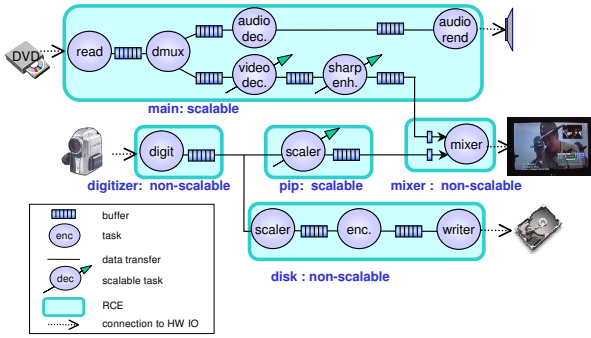 audio
dec.
audio
rend
DVD
read
dmux
video
dec.
sharp
enh.
main: scalable
digit
scaler
mixer
digitizer: non-scalable
pip: scalable
mixer : non-scalable
buffer
enc
task
data transfer
dec
scalable task
RCE
connection to HW IO
scaler
enc.
writer
disk : non-scalable